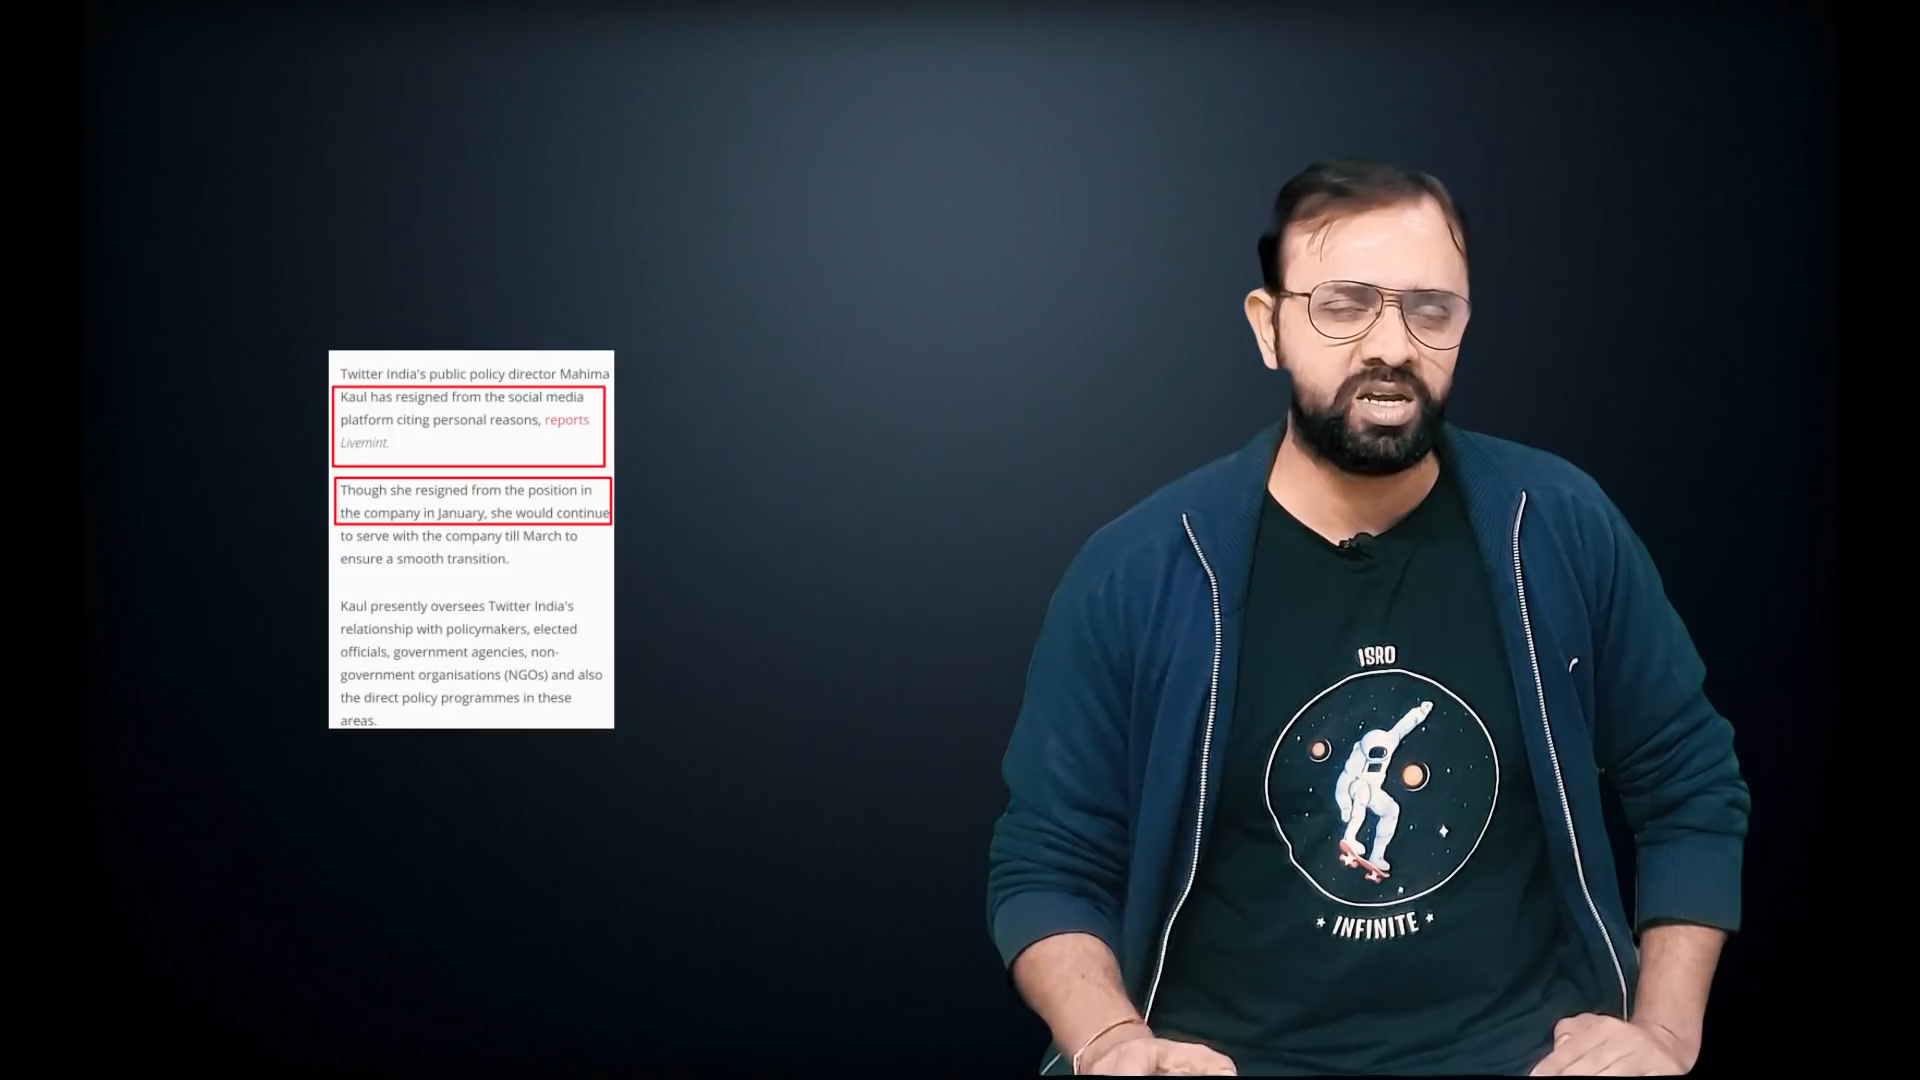 Twitter India's public policy director Mahima
Kaul has resigned from the social media
platform citing personal reasons, reports
Livemint.
Though she resigned from the position in
the company in January, she would continue
to serve with the company till March to
ensure a smooth transition.
Kaul presently oversees Twitter India's
relationship with policymakers, elected
officials, government agencies, non-
government organisations (NGOs) and also
the direct policy programmes in these
areas.
ISRO
INFINITE